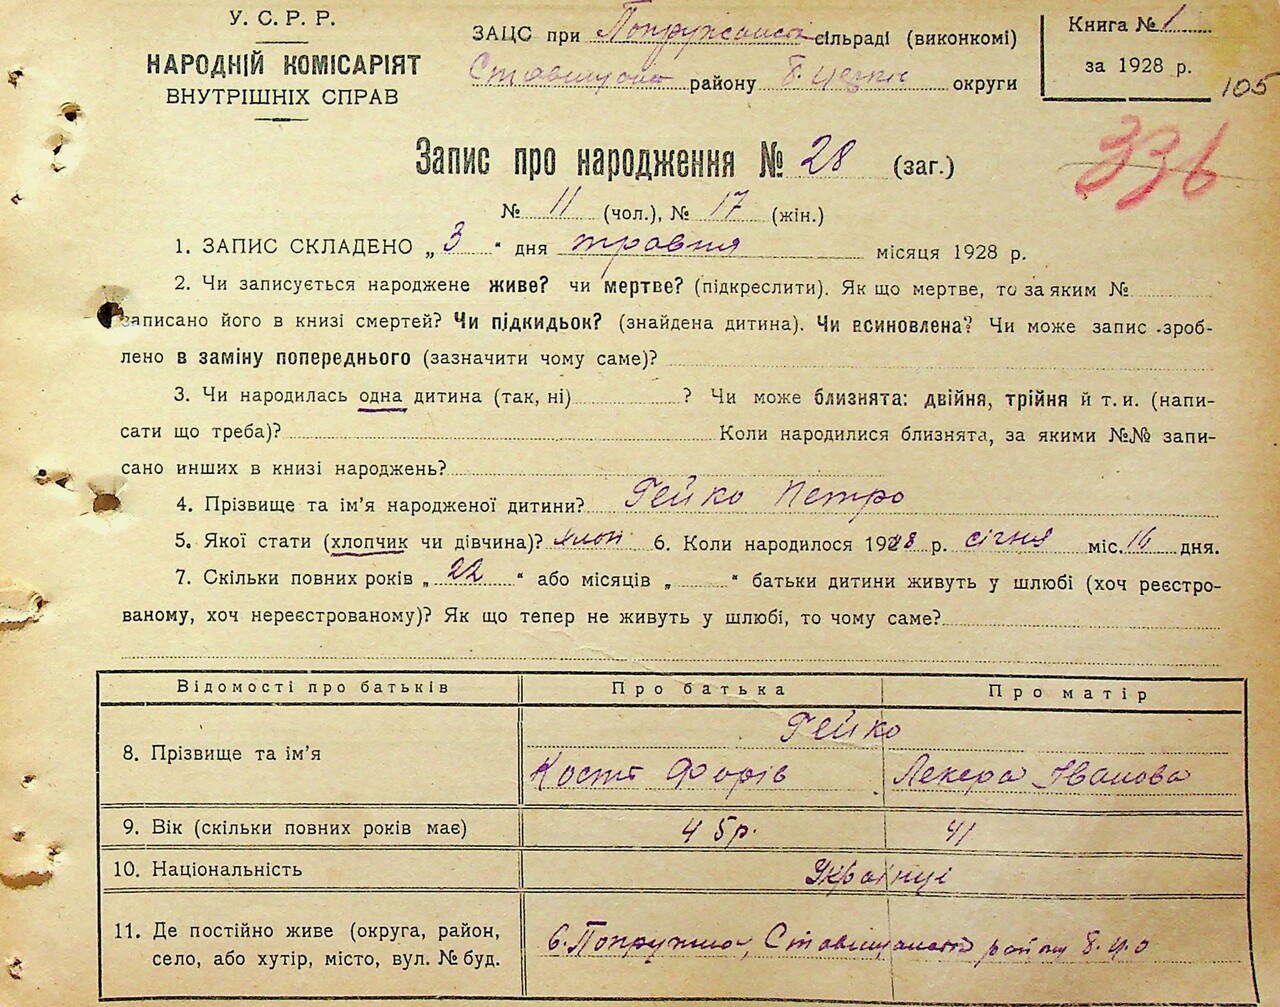 У. С. Р. Р.
НАРОДНІЙ КОМІСАРІЯТ
ВНУТРІШНІХ СПРАВ
ЗАЦС при Попружанській сільраді (виконкомі)
району округи
Книга № 1
за 1928 р.
105
336
Запис про народження № 28 (заг.)
№ 11 (чол.), № 17 (жін.)
1. ЗАПИС СКЛАДЕНО „ 3 “ дня травня місяця 1928 р.
2. Чи записується народжене живе? чи мертве? (підкреслити). Як що мертве, то за яким №
записано його в книзі смертей? Чи підкидьок? (знайдена дитина). Чи всиновлена? Чи може запис зроб-
лено в заміну попереднього (зазначити чому саме)?
3. Чи народилась одна дитина (так, ні) ? Чи може близнята: двійня, трійня й т. и. (напи-
сати що треба)? Коли народилися близнята, за якими №№ запи-
сано инших в книзі народжень?
4. Прізвище та ім’я народженої дитини? Гейко Петро
5. Якої статі (хлопчик чи дівчина)? хлоп 6. Коли народилося 1928 р. січня міс. 16 дня.
7. Скільки повних років „ 22 “ або місяців „ “ батьки дитини живуть у шлюбі (хоч реєстро-
ваному, хоч нереєстрованому)? Як що тепер не живуть у шлюбі, то чому саме?
Відомості про батьків Про батька Про матір
Гейко
8. Прізвище та ім’я Кость Лекера Іванова
9. Вік (скільки повних років має) 45р. 41
10. Національність Українці
11. Де постійно живе (округа, район,
село, або хутір, місто, вул. № буд.
с. Попружна, району Б. Ц. О